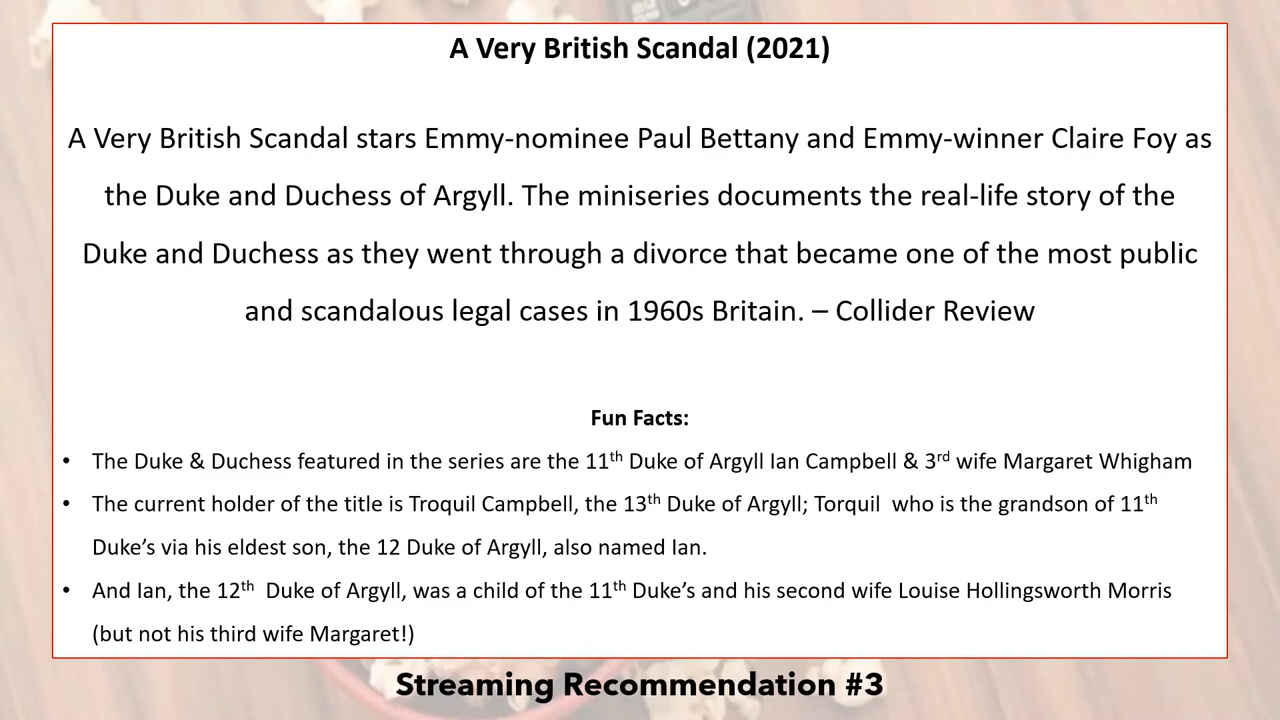 A Very British Scandal (2021)
A Very British Scandal stars Emmy-nominee Paul Bettany and Emmy-winner Claire Foy as
the Duke and Duchess of Argyll. The miniseries documents the real-life story of the
Duke and Duchess as they went through a divorce that became one of the most public
and scandalous legal cases in 1960s Britain. – Collider Review
Fun Facts:
• The Duke & Duchess featured in the series are the 11th Duke of Argyll Ian Campbell & 3rd wife Margaret Whigham
• The current holder of the title is Troquil Campbell, the 13th Duke of Argyll; Torquil  who is the grandson of 11th
Duke’s via his eldest son, the 12 Duke of Argyll, also named Ian.
• And Ian, the 12th  Duke of Argyll, was a child of the 11th Duke’s and his second wife Louise Hollingsworth Morris
(but not his third wife Margaret!)
Streaming Recommendation #3